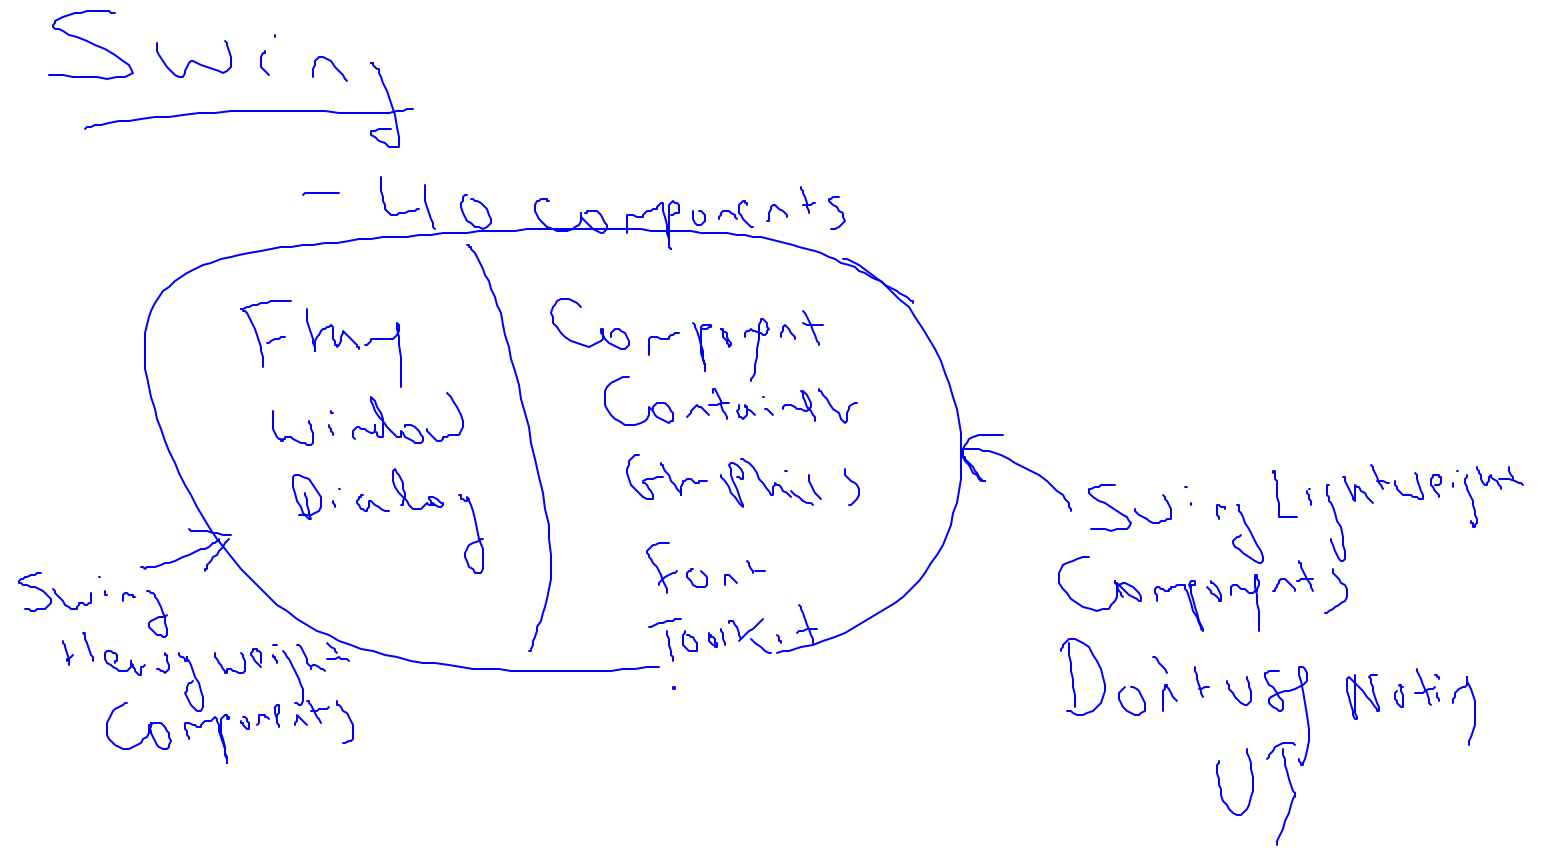 Swing
- 40 components
Frame
Window
Dialog
Component
Container
Graphics
Font
Toolkit
Swing
Heavyweight
Components
Swing Lightweight
Components
Don't use Native
UI